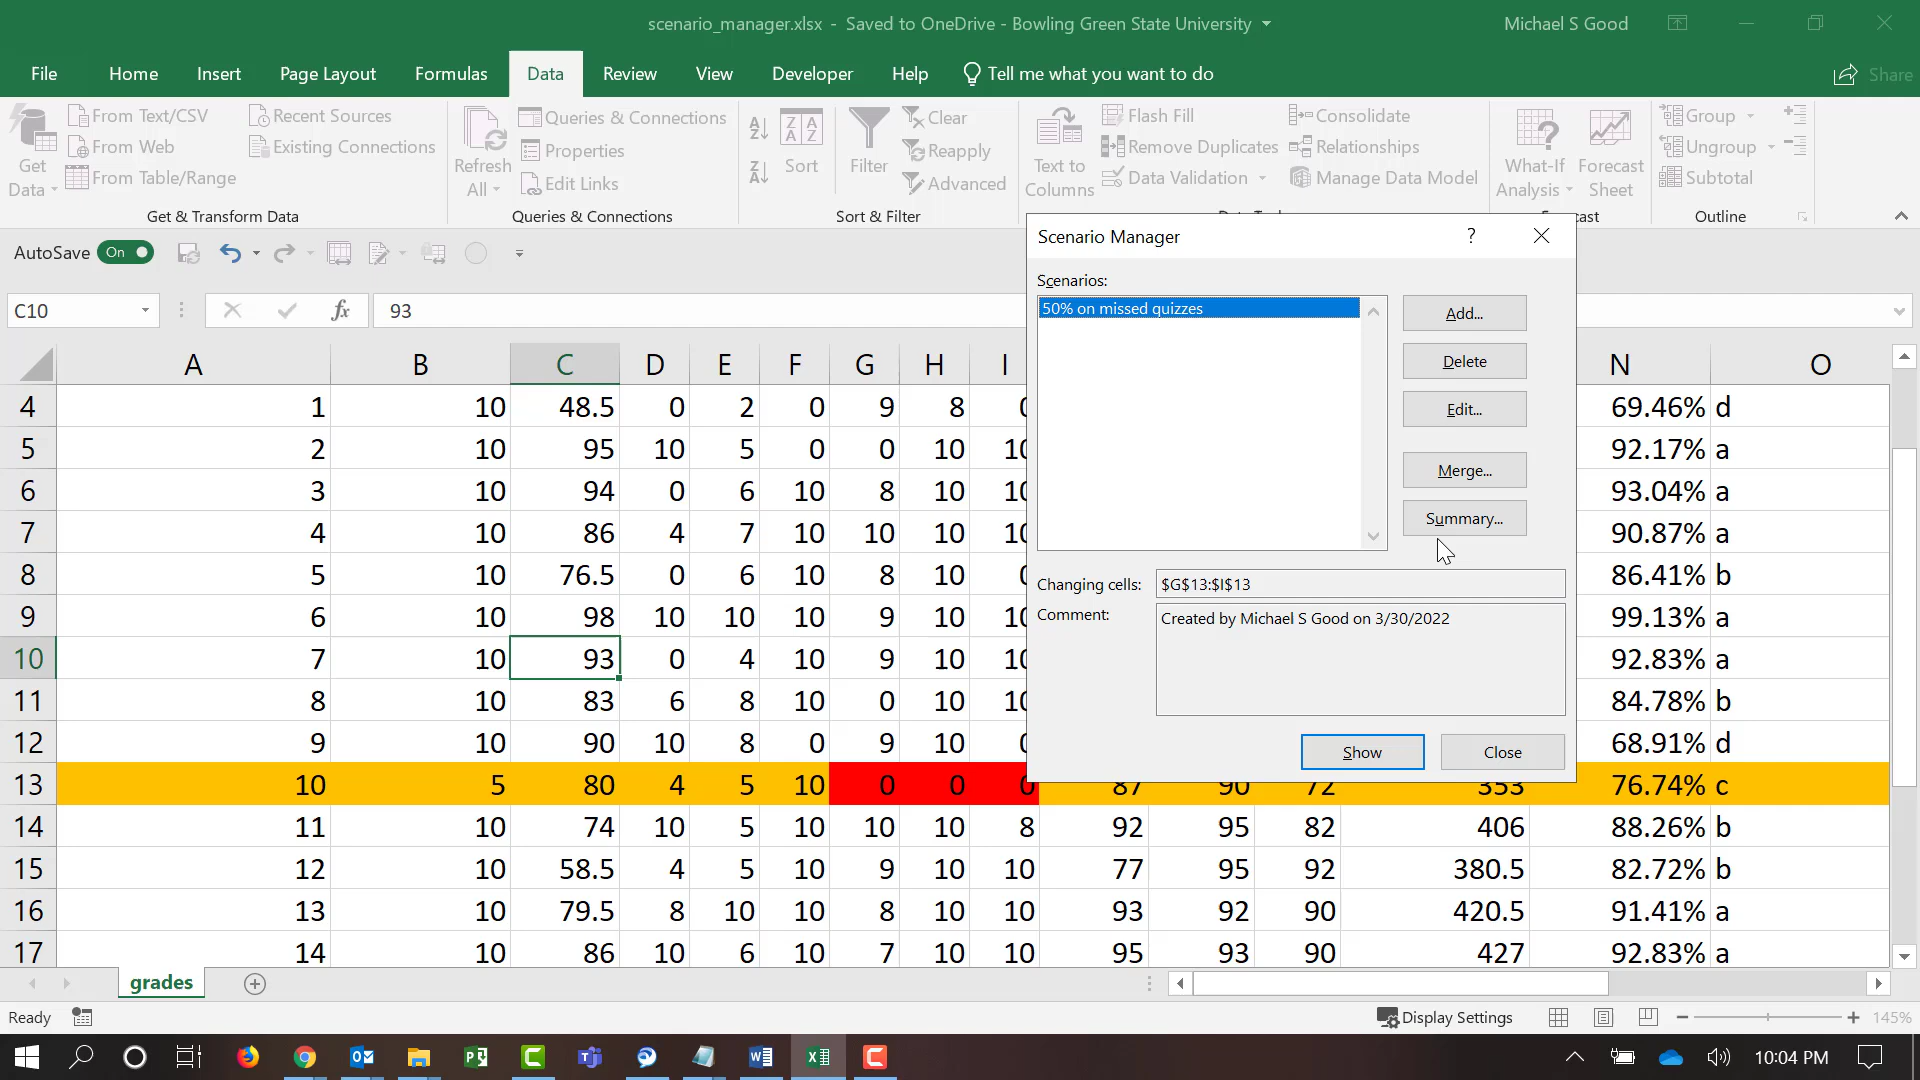 scenario_manager.xlsx - Saved to OneDrive - Bowling Green State University
Michael S Good
File Home Insert Page Layout Formulas Data Review View Developer Help Tell me what you want to do Share
Get Data
From Text/CSV
From Web
From Table/Range
Recent Sources
Existing Connections
Get & Transform Data
Refresh All
Queries & Connections
Properties
Edit Links
Queries & Connections
Sort
Filter
Clear
Reapply
Advanced
Sort & Filter
Text to Columns
Flash Fill
Remove Duplicates
Data Validation
Consolidate
Relationships
Manage Data Model
What-If Analysis
Forecast Sheet
Group
Ungroup
Subtotal
Outline
AutoSave On
C10 fx 93
Scenario Manager ?
Scenarios:
50% on missed quizzes
Add...
Delete
Edit...
Merge...
Summary...
Changing cells: $G$13:$I$13
Comment: Created by Michael S Good on 3/30/2022
Show Close
A B C D E F G H I N O
4 1 10 48.5 0 2 0 9 8 69.46% d
5 2 10 95 10 5 0 0 10 10 92.17% a
6 3 10 94 0 6 10 8 10 10 93.04% a
7 4 10 86 4 7 10 10 10 10 90.87% a
8 5 10 76.5 0 6 10 8 10 0 86.41% b
9 6 10 98 10 10 10 9 10 10 99.13% a
10 7 10 93 0 4 10 9 10 10 92.83% a
11 8 10 83 6 8 10 0 10 10 84.78% b
12 9 10 90 10 8 0 9 10 0 68.91% d
13 10 5 80 4 5 10 0 0 0 87 90 72 353 76.74% c
14 11 10 74 10 5 10 10 10 8 92 95 82 406 88.26% b
15 12 10 58.5 4 5 10 9 10 10 77 95 92 380.5 82.72% b
16 13 10 79.5 8 10 10 8 10 10 93 92 90 420.5 91.41% a
17 14 10 86 10 6 10 7 10 10 95 93 90 427 92.83% a
grades
Ready
Display Settings
145%
10:04 PM